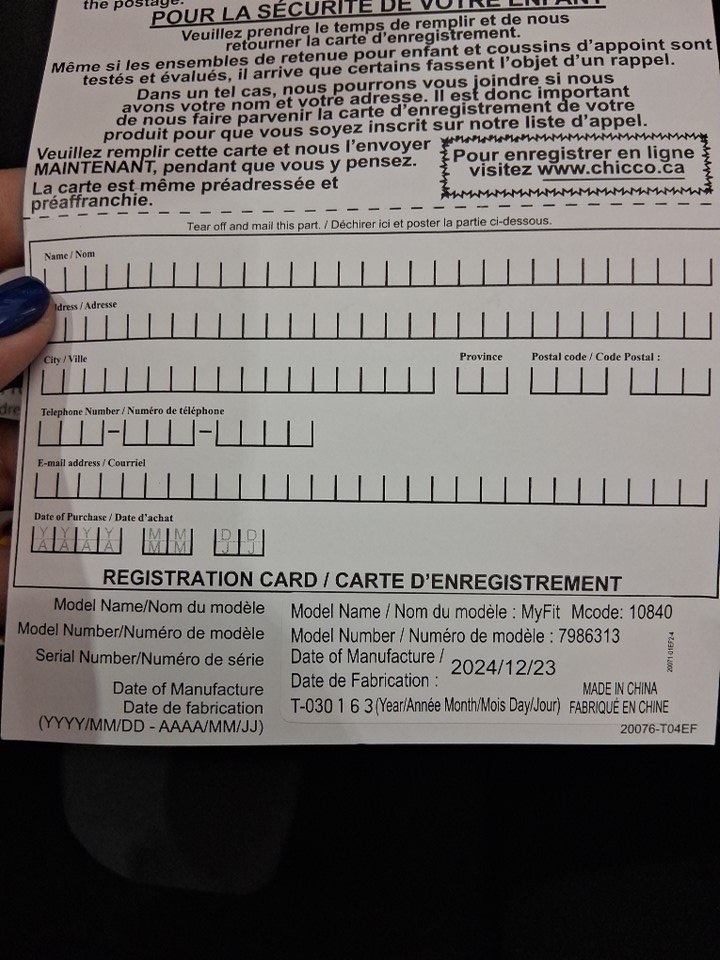 the postage.
POUR LA SÉCURITÉ DE VOTRE ENFANT
Veuillez prendre le temps de remplir et de nous
retourner la carte d'enregistrement.
Même si les ensembles de retenue pour enfant et coussins d'appoint sont
testés et évalués, il arrive que certains fassent l'objet d'un rappel.
Dans un tel cas, nous pourrons vous joindre si nous
avons votre nom et votre adresse. Il est donc important
de nous faire parvenir la carte d'enregistrement de votre
produit pour que vous soyez inscrit sur notre liste d'appel.
Veuillez remplir cette carte et nous l'envoyer
MAINTENANT, pendant que vous y pensez.
La carte est même préadressée et
préaffranchie.
Pour enregistrer en ligne
visitez www.chicco.ca
Tear off and mail this part. / Déchirer ici et poster la partie ci-dessous.
Name / Nom
dress / Adresse
City / Ville
Province
Postal code / Code Postal :
Telephone Number / Numéro de téléphone
E-mail address / Courriel
Date of Purchase / Date d'achat
Y Y Y Y M M D D
A A A A M M J J
REGISTRATION CARD / CARTE D'ENREGISTREMENT
Model Name/Nom du modèle
Model Number/Numéro de modèle
Serial Number/Numéro de série
Date of Manufacture
Date de fabrication
(YYYY/MM/DD - AAAA/MM/JJ)
Model Name / Nom du modèle : MyFit Mcode: 10840
Model Number / Numéro de modèle : 7986313
Date of Manufacture /
Date de Fabrication :
2024/12/23
T-030 1 6 3 (Year/Année Month/Mois Day/Jour)
MADE IN CHINA
FABRIQUÉ EN CHINE
20076-T04EF